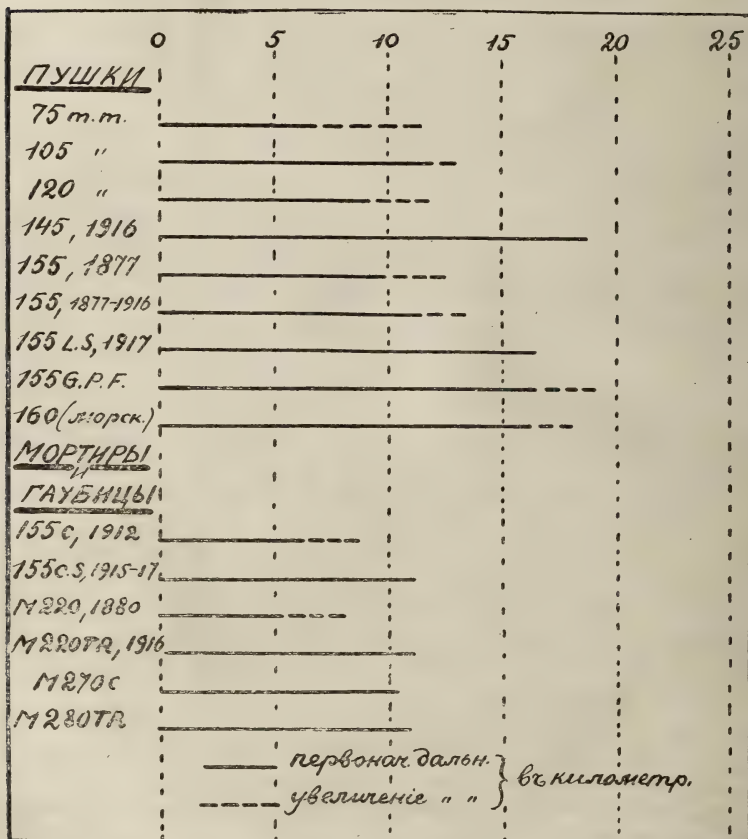 0 5 10 15 20 25
ПУШКИ
75 m.m.
105 "
120 "
145, 1916
155, 1877
155, 1877-1916
155 L.S, 1917
155 G.P.F.
160 (морск.)
МОРТИРЫ
и
ГАУБИЦЫ
155 C, 1912
155 C.S, 1915-17.
M 220, 1880
M 220 TR, 1916
M 270 C
M 280 TR
первонач. дальн.
увеличенiе " "
въ километр.